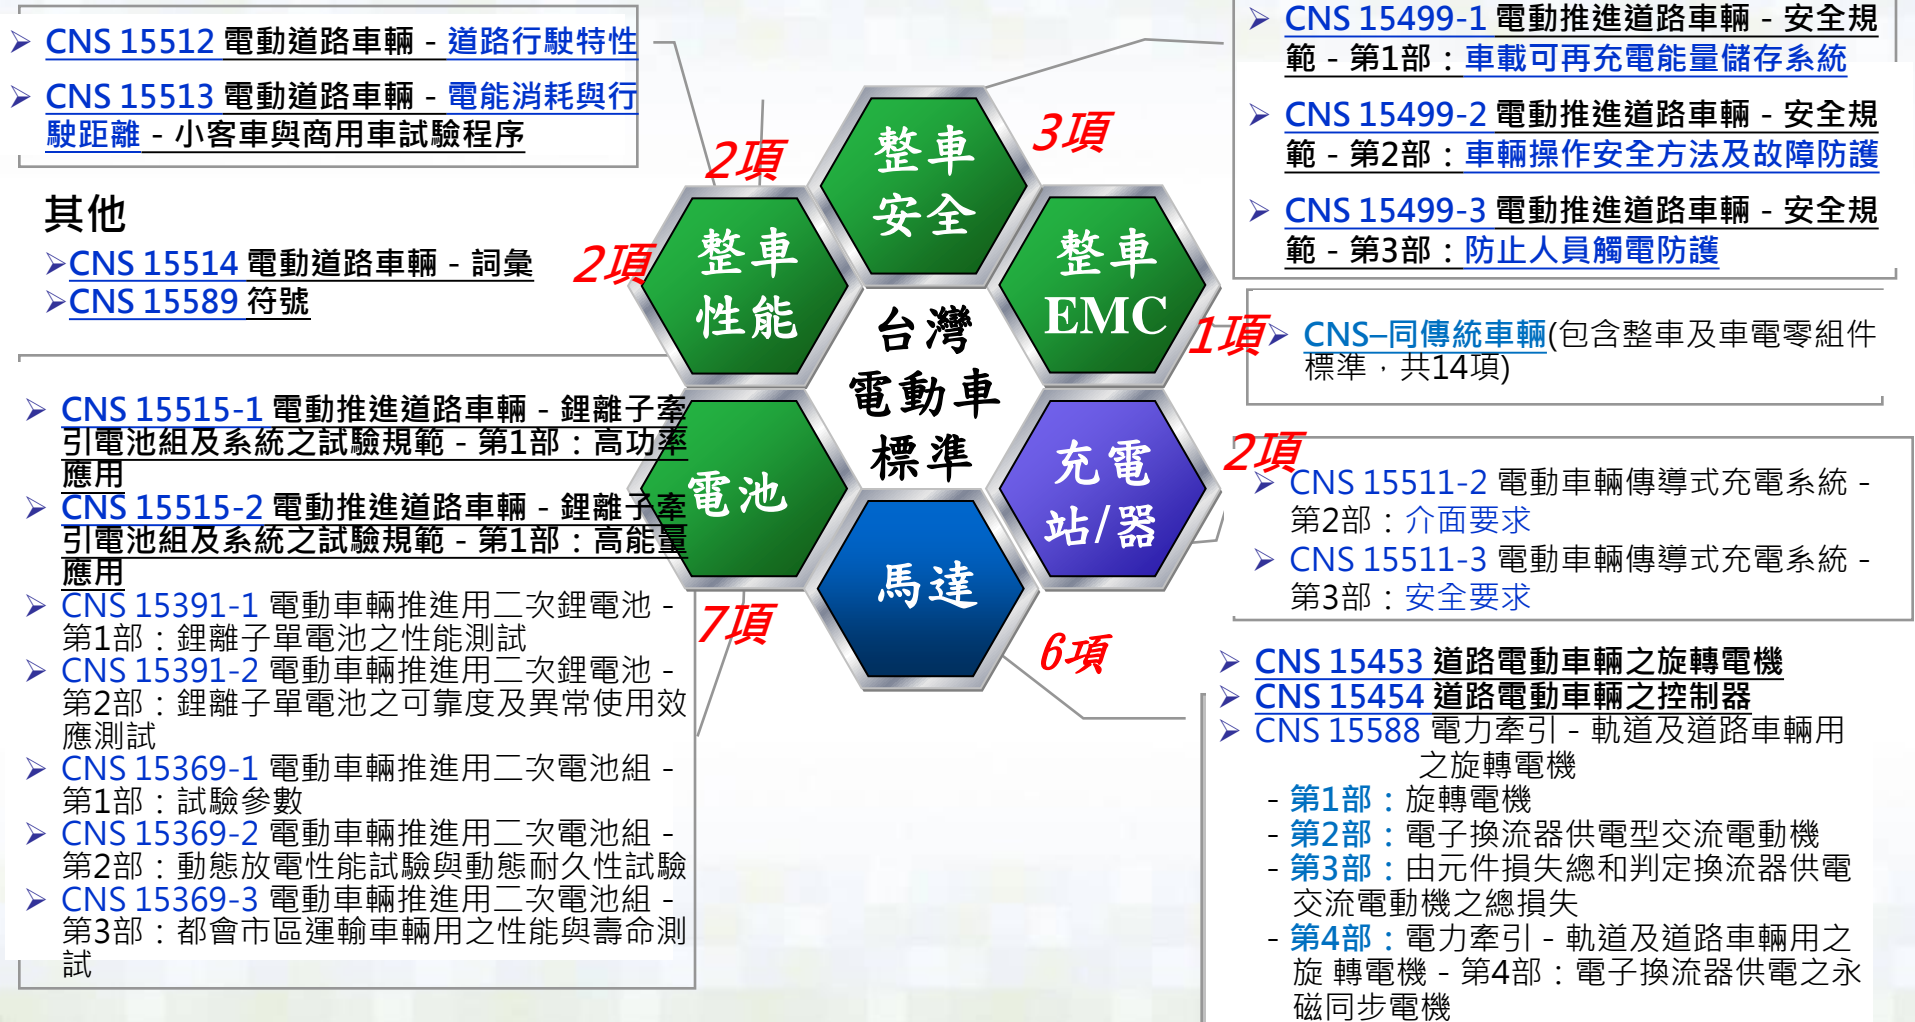 CNS 15512 電動道路車輛 - 道路行駛特性
CNS 15513 電動道路車輛 - 電能消耗與行
駛距離 - 小客車與商用車試驗程序
其他
CNS 15514 電動道路車輛 - 詞彙
CNS 15589 符號
CNS 15515-1 電動推進道路車輛 - 鋰離子牽
引電池組及系統之試驗規範 - 第1部：高功率
應用
CNS 15515-2 電動推進道路車輛 - 鋰離子牽
引電池組及系統之試驗規範 - 第1部：高能量
應用
CNS 15391-1 電動車輛推進用二次鋰電池 -
第1部：鋰離子單電池之性能測試
CNS 15391-2 電動車輛推進用二次鋰電池 -
第2部：鋰離子單電池之可靠度及異常使用效
應測試
CNS 15369-1 電動車輛推進用二次電池組 -
第1部：試驗參數
CNS 15369-2 電動車輛推進用二次電池組 -
第2部：動態放電性能試驗與動態耐久性試驗
CNS 15369-3 電動車輛推進用二次電池組 -
第3部：都會市區運輸車輛用之性能與壽命測
試
2項
3項
2項
1項
2項
7項
6項
整車
安全
整車
性能
整車
EMC
台灣
電動車
標準
電池
充電
站/器
馬達
CNS 15499-1 電動推進道路車輛 - 安全規
範 - 第1部：車載可再充電能量儲存系統
CNS 15499-2 電動推進道路車輛 - 安全規
範 - 第2部：車輛操作安全方法及故障防護
CNS 15499-3 電動推進道路車輛 - 安全規
範 - 第3部：防止人員觸電防護
CNS–同傳統車輛(包含整車及車電零組件
標準，共14項)
CNS 15511-2 電動車輛傳導式充電系統 -
第2部：介面要求
CNS 15511-3 電動車輛傳導式充電系統 -
第3部：安全要求
CNS 15453 道路電動車輛之旋轉電機
CNS 15454 道路電動車輛之控制器
CNS 15588 電力牽引 - 軌道及道路車輛用
之旋轉電機
- 第1部：旋轉電機
- 第2部：電子換流器供電型交流電動機
- 第3部：由元件損失總和判定換流器供電
交流電動機之總損失
- 第4部：電力牽引 - 軌道及道路車輛用之
旋 轉電機 - 第4部：電子換流器供電之永
磁同步電機